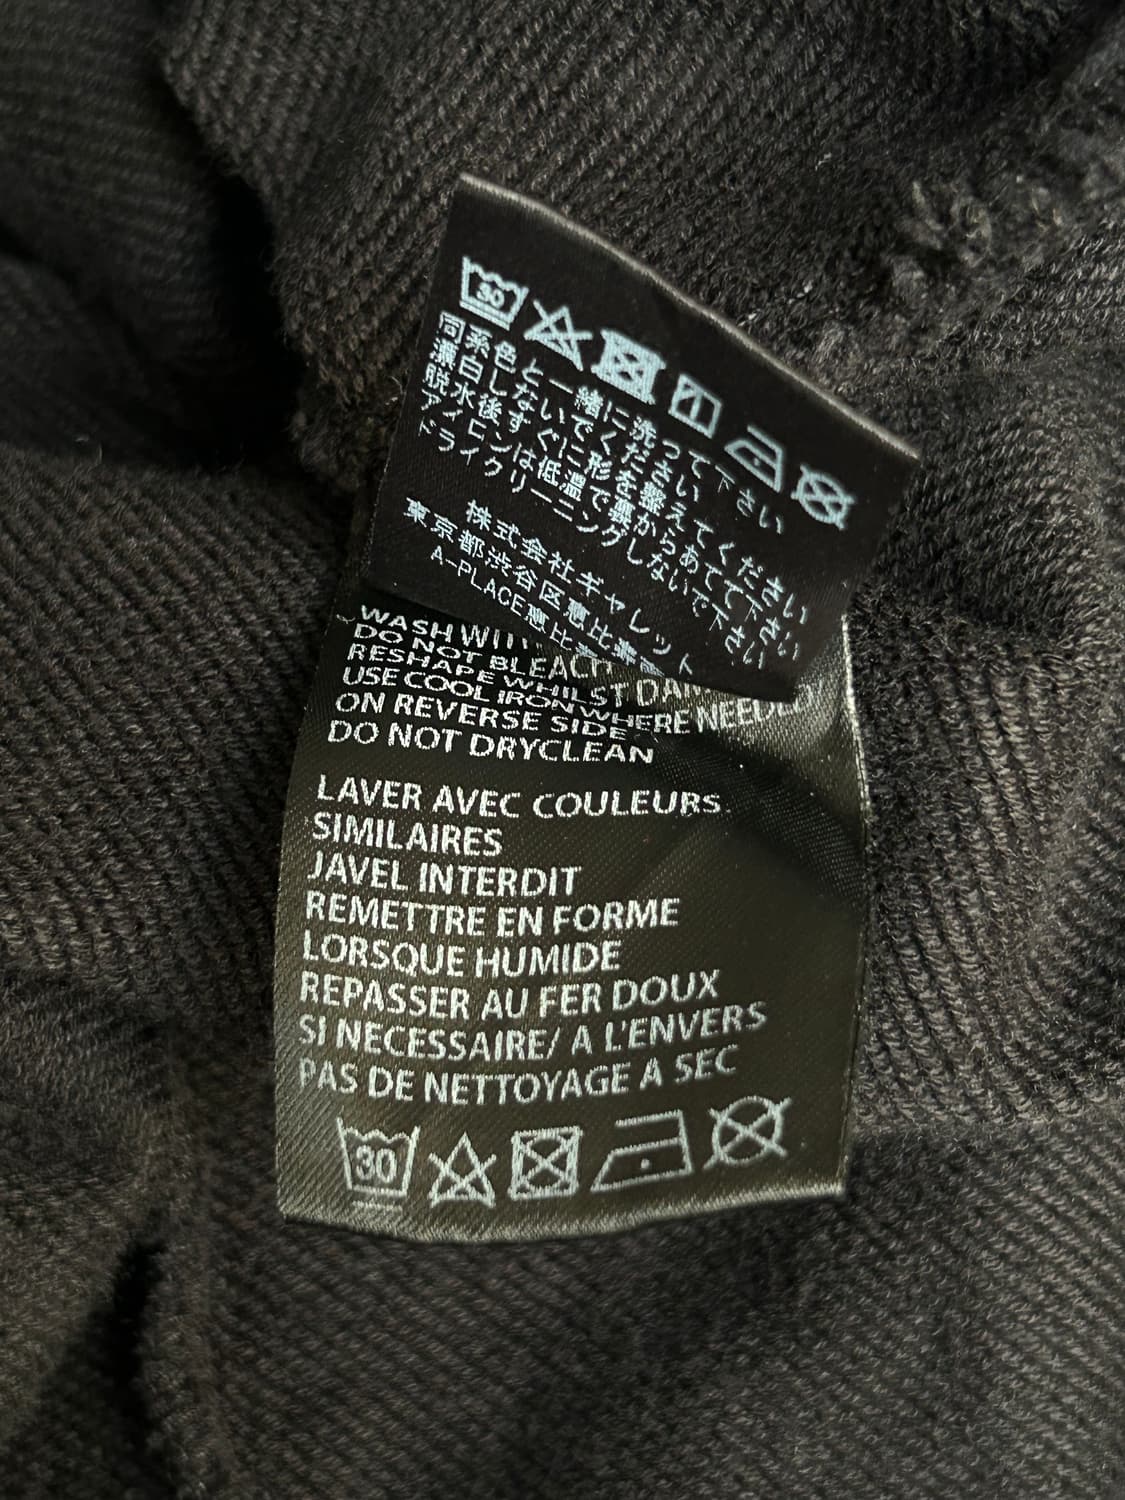 30
同系色と一緒に洗って下さい
漂白しないでください
脱水後すぐに形を整えてください
アイロンは低温で裏からあてて下さい
ドライクリーニングしないで下さい
株式会社ギャレット
東京都渋谷区恵比寿
A-PLACE恵比寿
WASH WITH
DO NOT BLEACH
RESHAPE WHILST DAMP
USE COOL IRON WHERE NEEDED
ON REVERSE SIDE
DO NOT DRYCLEAN
LAVER AVEC COULEURS
SIMILAIRES
JAVEL INTERDIT
REMETTRE EN FORME
LORSQUE HUMIDE
REPASSER AU FER DOUX
SI NECESSAIRE/ A L'ENVERS
PAS DE NETTOYAGE A SEC
30